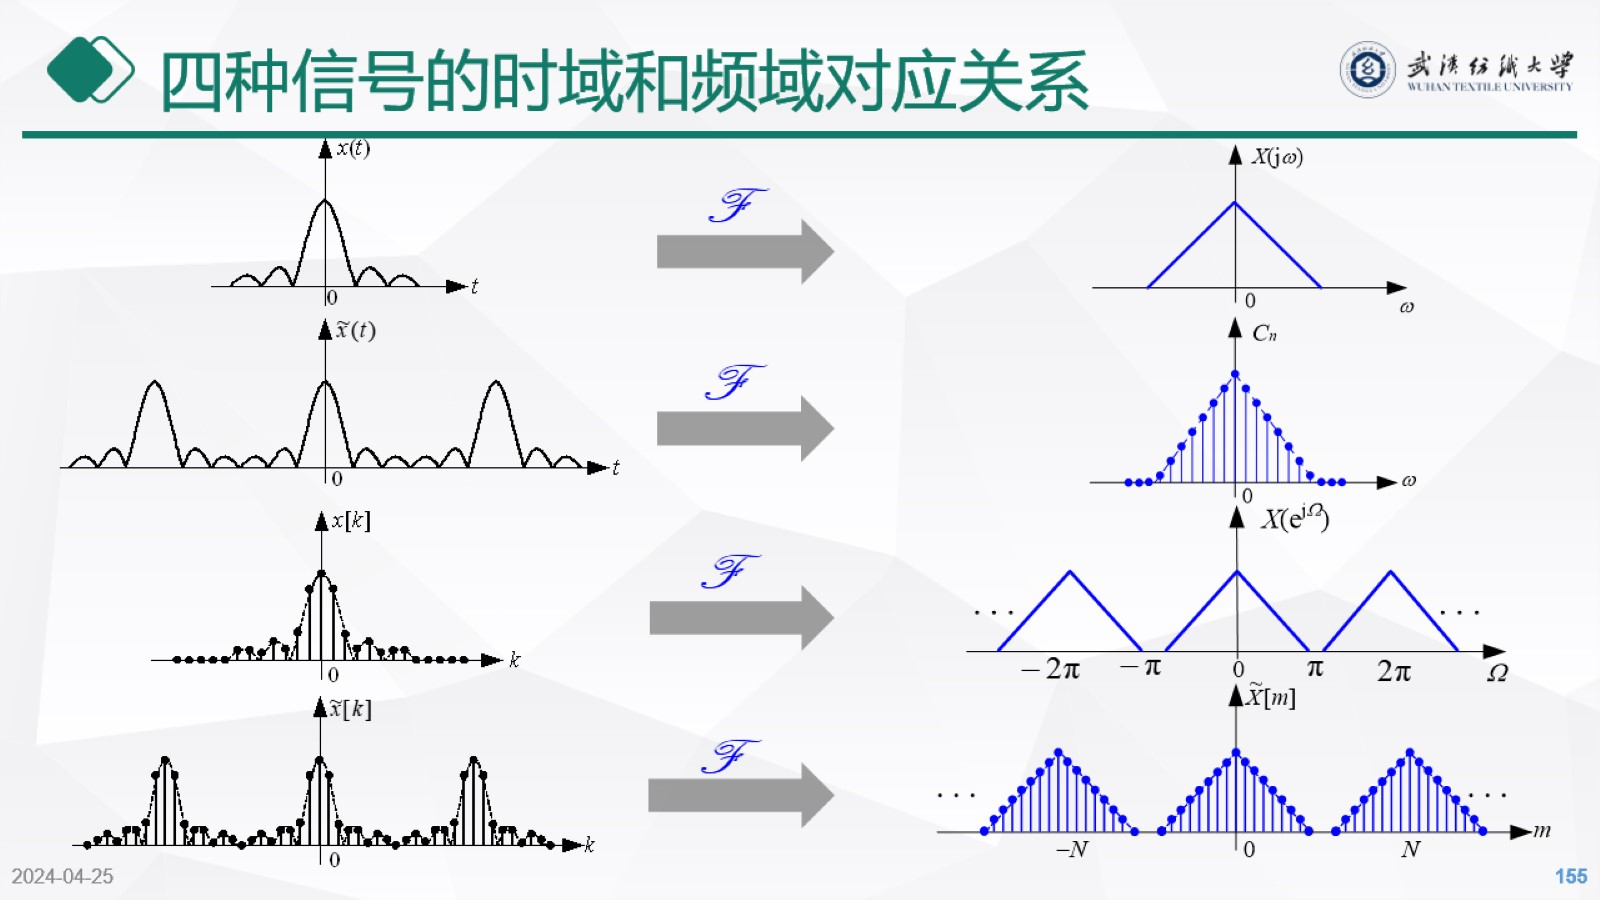 四种信号的时域和频域对应关系
武汉纺织大学
WUHAN TEXTILE UNIVERSITY
x(t)
0
t
ℱ
X(jω)
0
ω
x̃(t)
0
t
ℱ
Cₙ
0
ω
x[k]
0
k
ℱ
X(e^{jΩ})
···
···
−2π
−π
0
π
2π
Ω
x̃[k]
0
k
ℱ
X̃[m]
···
···
−N
0
N
m
2024-04-25
155